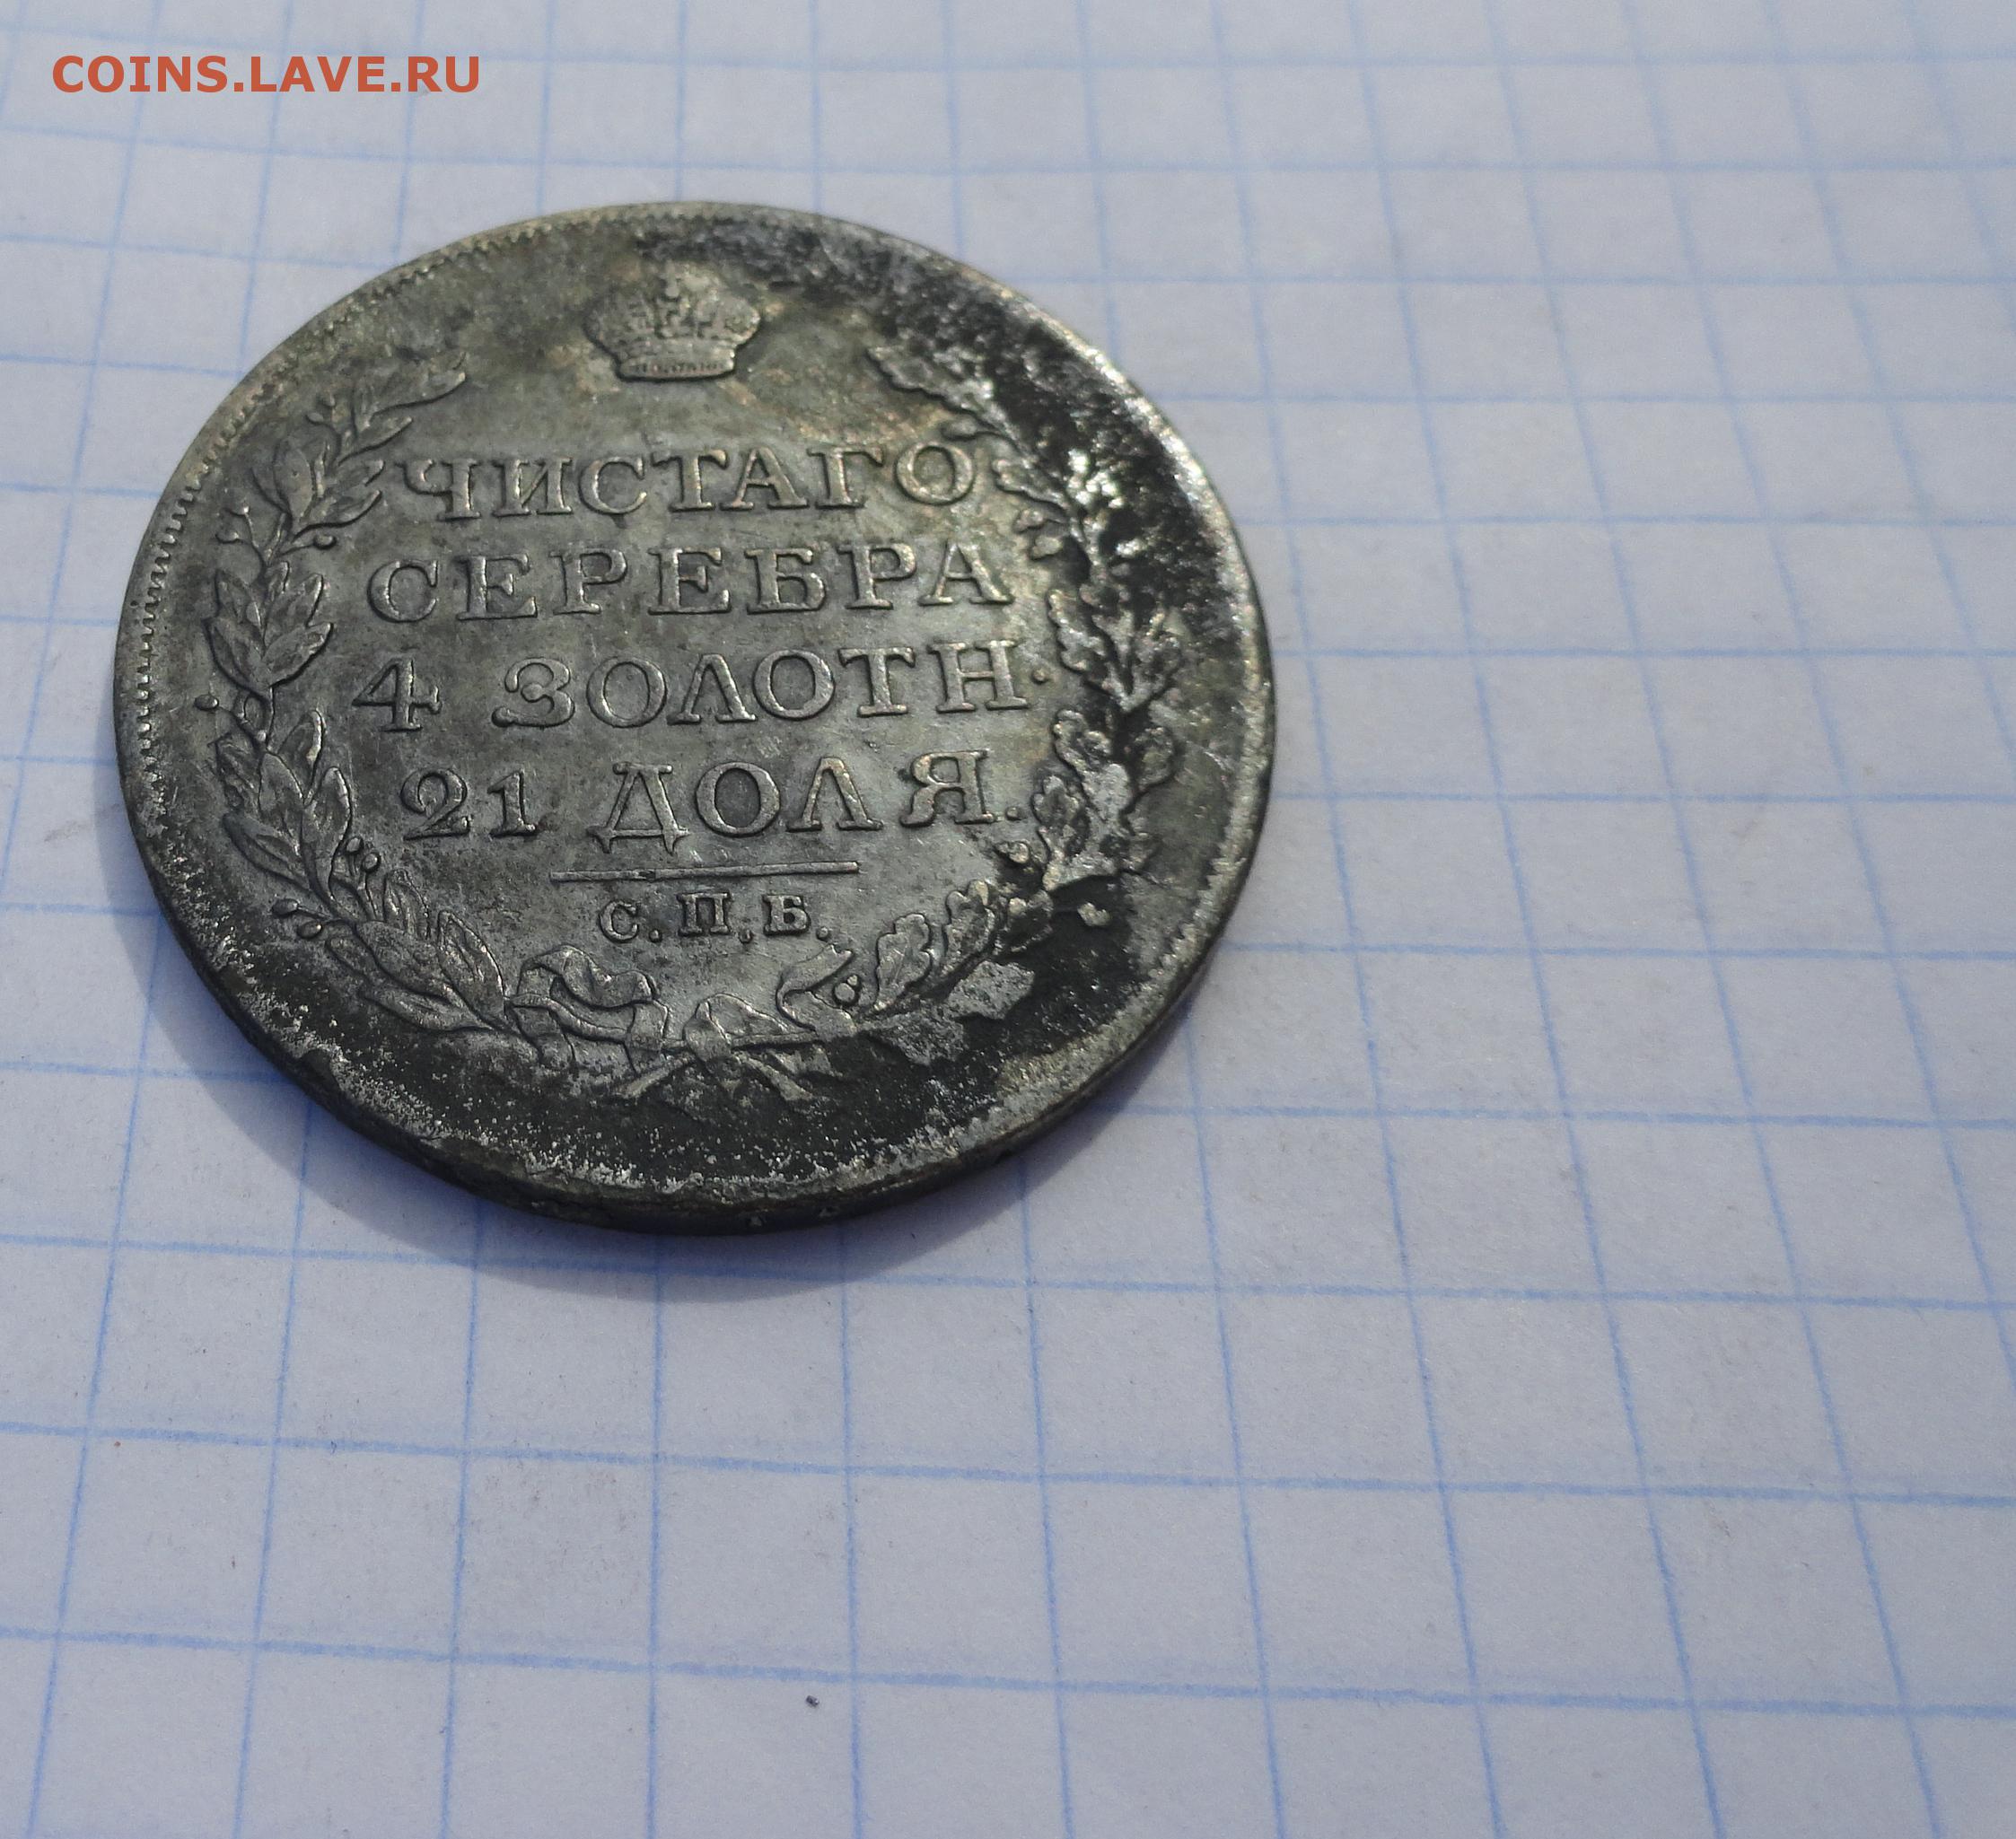 COINS.LAVE.RU
ЧИСТАГО
СЕРЕБРА
4 ЗОЛОТН.
21 ДОЛЯ.
С.П.Б.